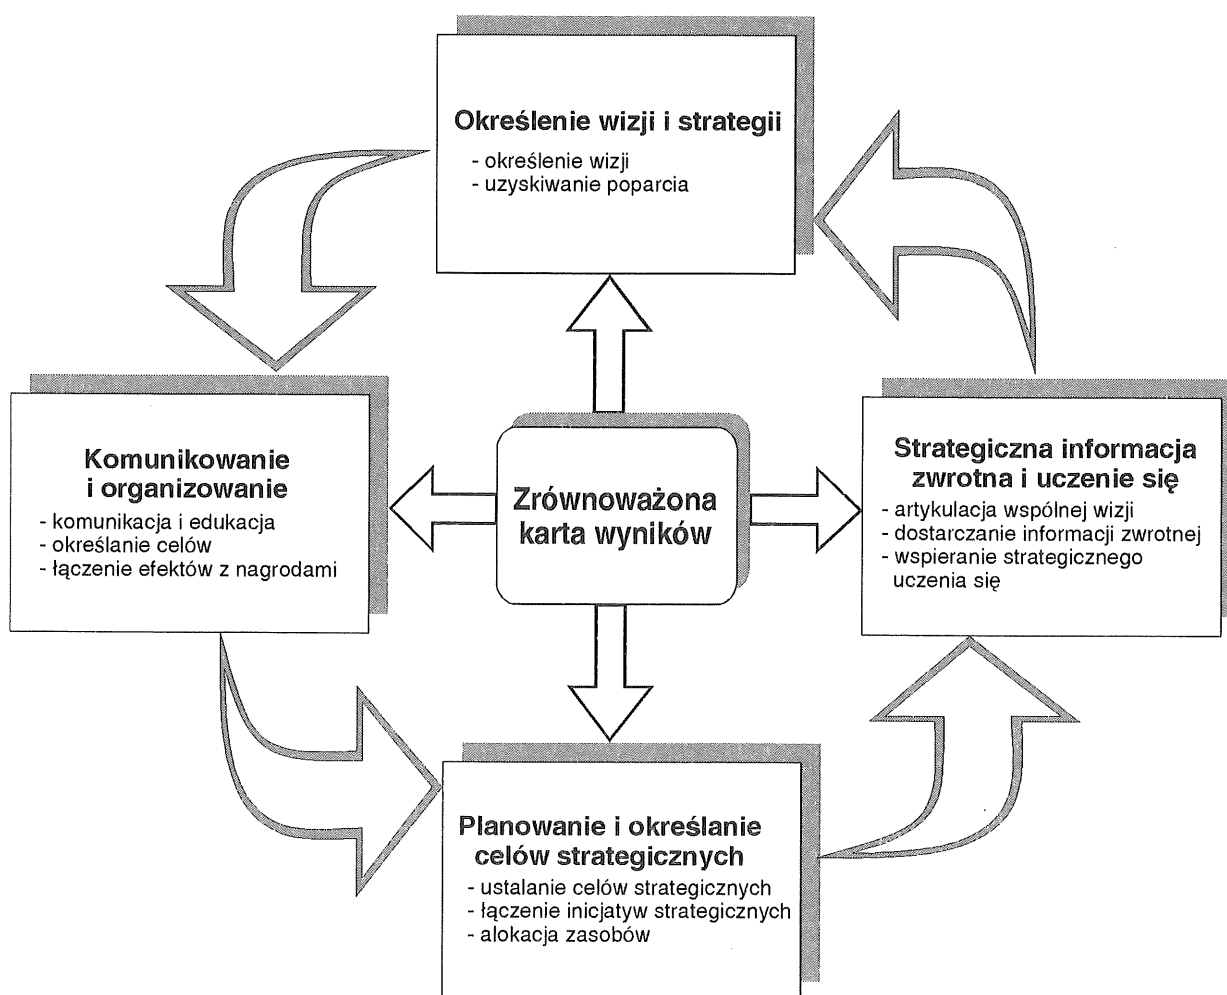 Określenie wizji i strategii
- określenie wizji
- uzyskiwanie poparcia
Komunikowanie
i organizowanie
- komunikacja i edukacja
- określanie celów
- łączenie efektów z nagrodami
Zrównoważona
karta wyników
Strategiczna informacja
zwrotna i uczenie się
- artykulacja wspólnej wizji
- dostarczanie informacji zwrotnej
- wspieranie strategicznego
uczenia się
Planowanie i określanie
celów strategicznych
- ustalanie celów strategicznych
- łączenie inicjatyw strategicznych
- alokacja zasobów